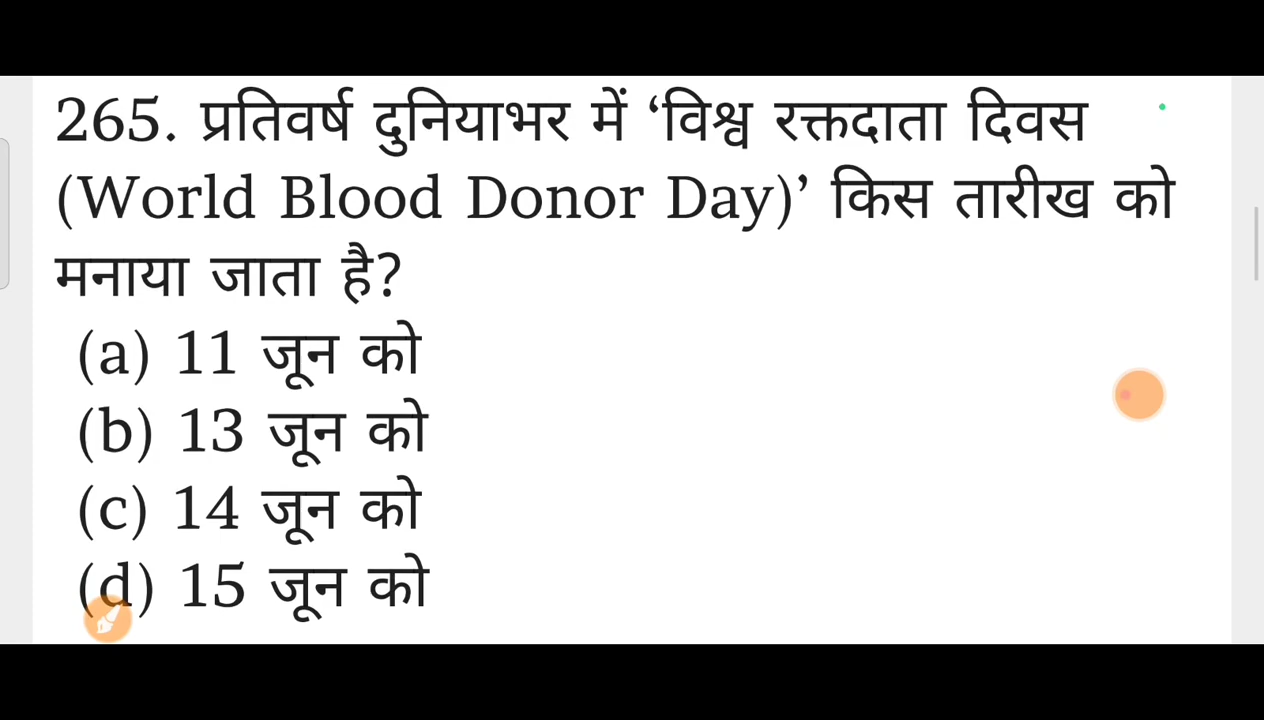 265. प्रतिवर्ष दुनियाभर में ‘विश्व रक्तदाता दिवस
(World Blood Donor Day)’ किस तारीख को
मनाया जाता है?
(a) 11 जून को
(b) 13 जून को
(c) 14 जून को
(d) 15 जून को